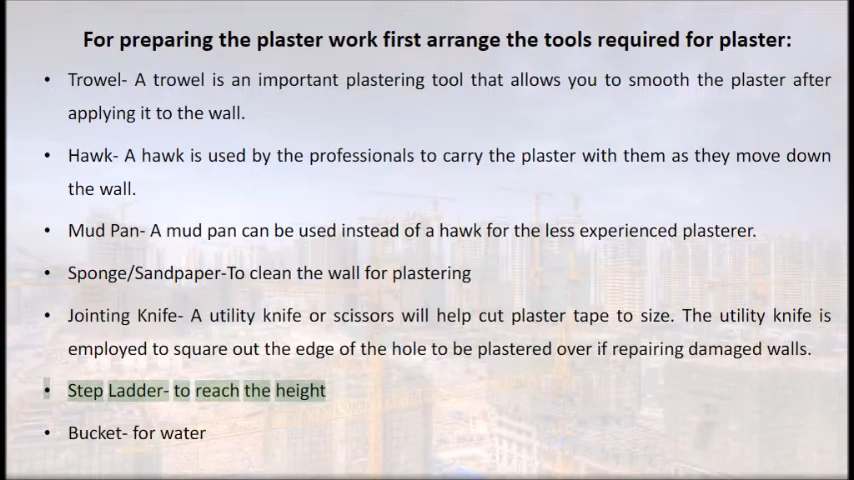 For preparing the plaster work first arrange the tools required for plaster:
• Trowel- A trowel is an important plastering tool that allows you to smooth the plaster after
applying it to the wall.
• Hawk- A hawk is used by the professionals to carry the plaster with them as they move down
the wall.
• Mud Pan- A mud pan can be used instead of a hawk for the less experienced plasterer.
• Sponge/Sandpaper-To clean the wall for plastering
• Jointing Knife- A utility knife or scissors will help cut plaster tape to size. The utility knife is
employed to square out the edge of the hole to be plastered over if repairing damaged walls.
• Step Ladder- to reach the height
• Bucket- for water